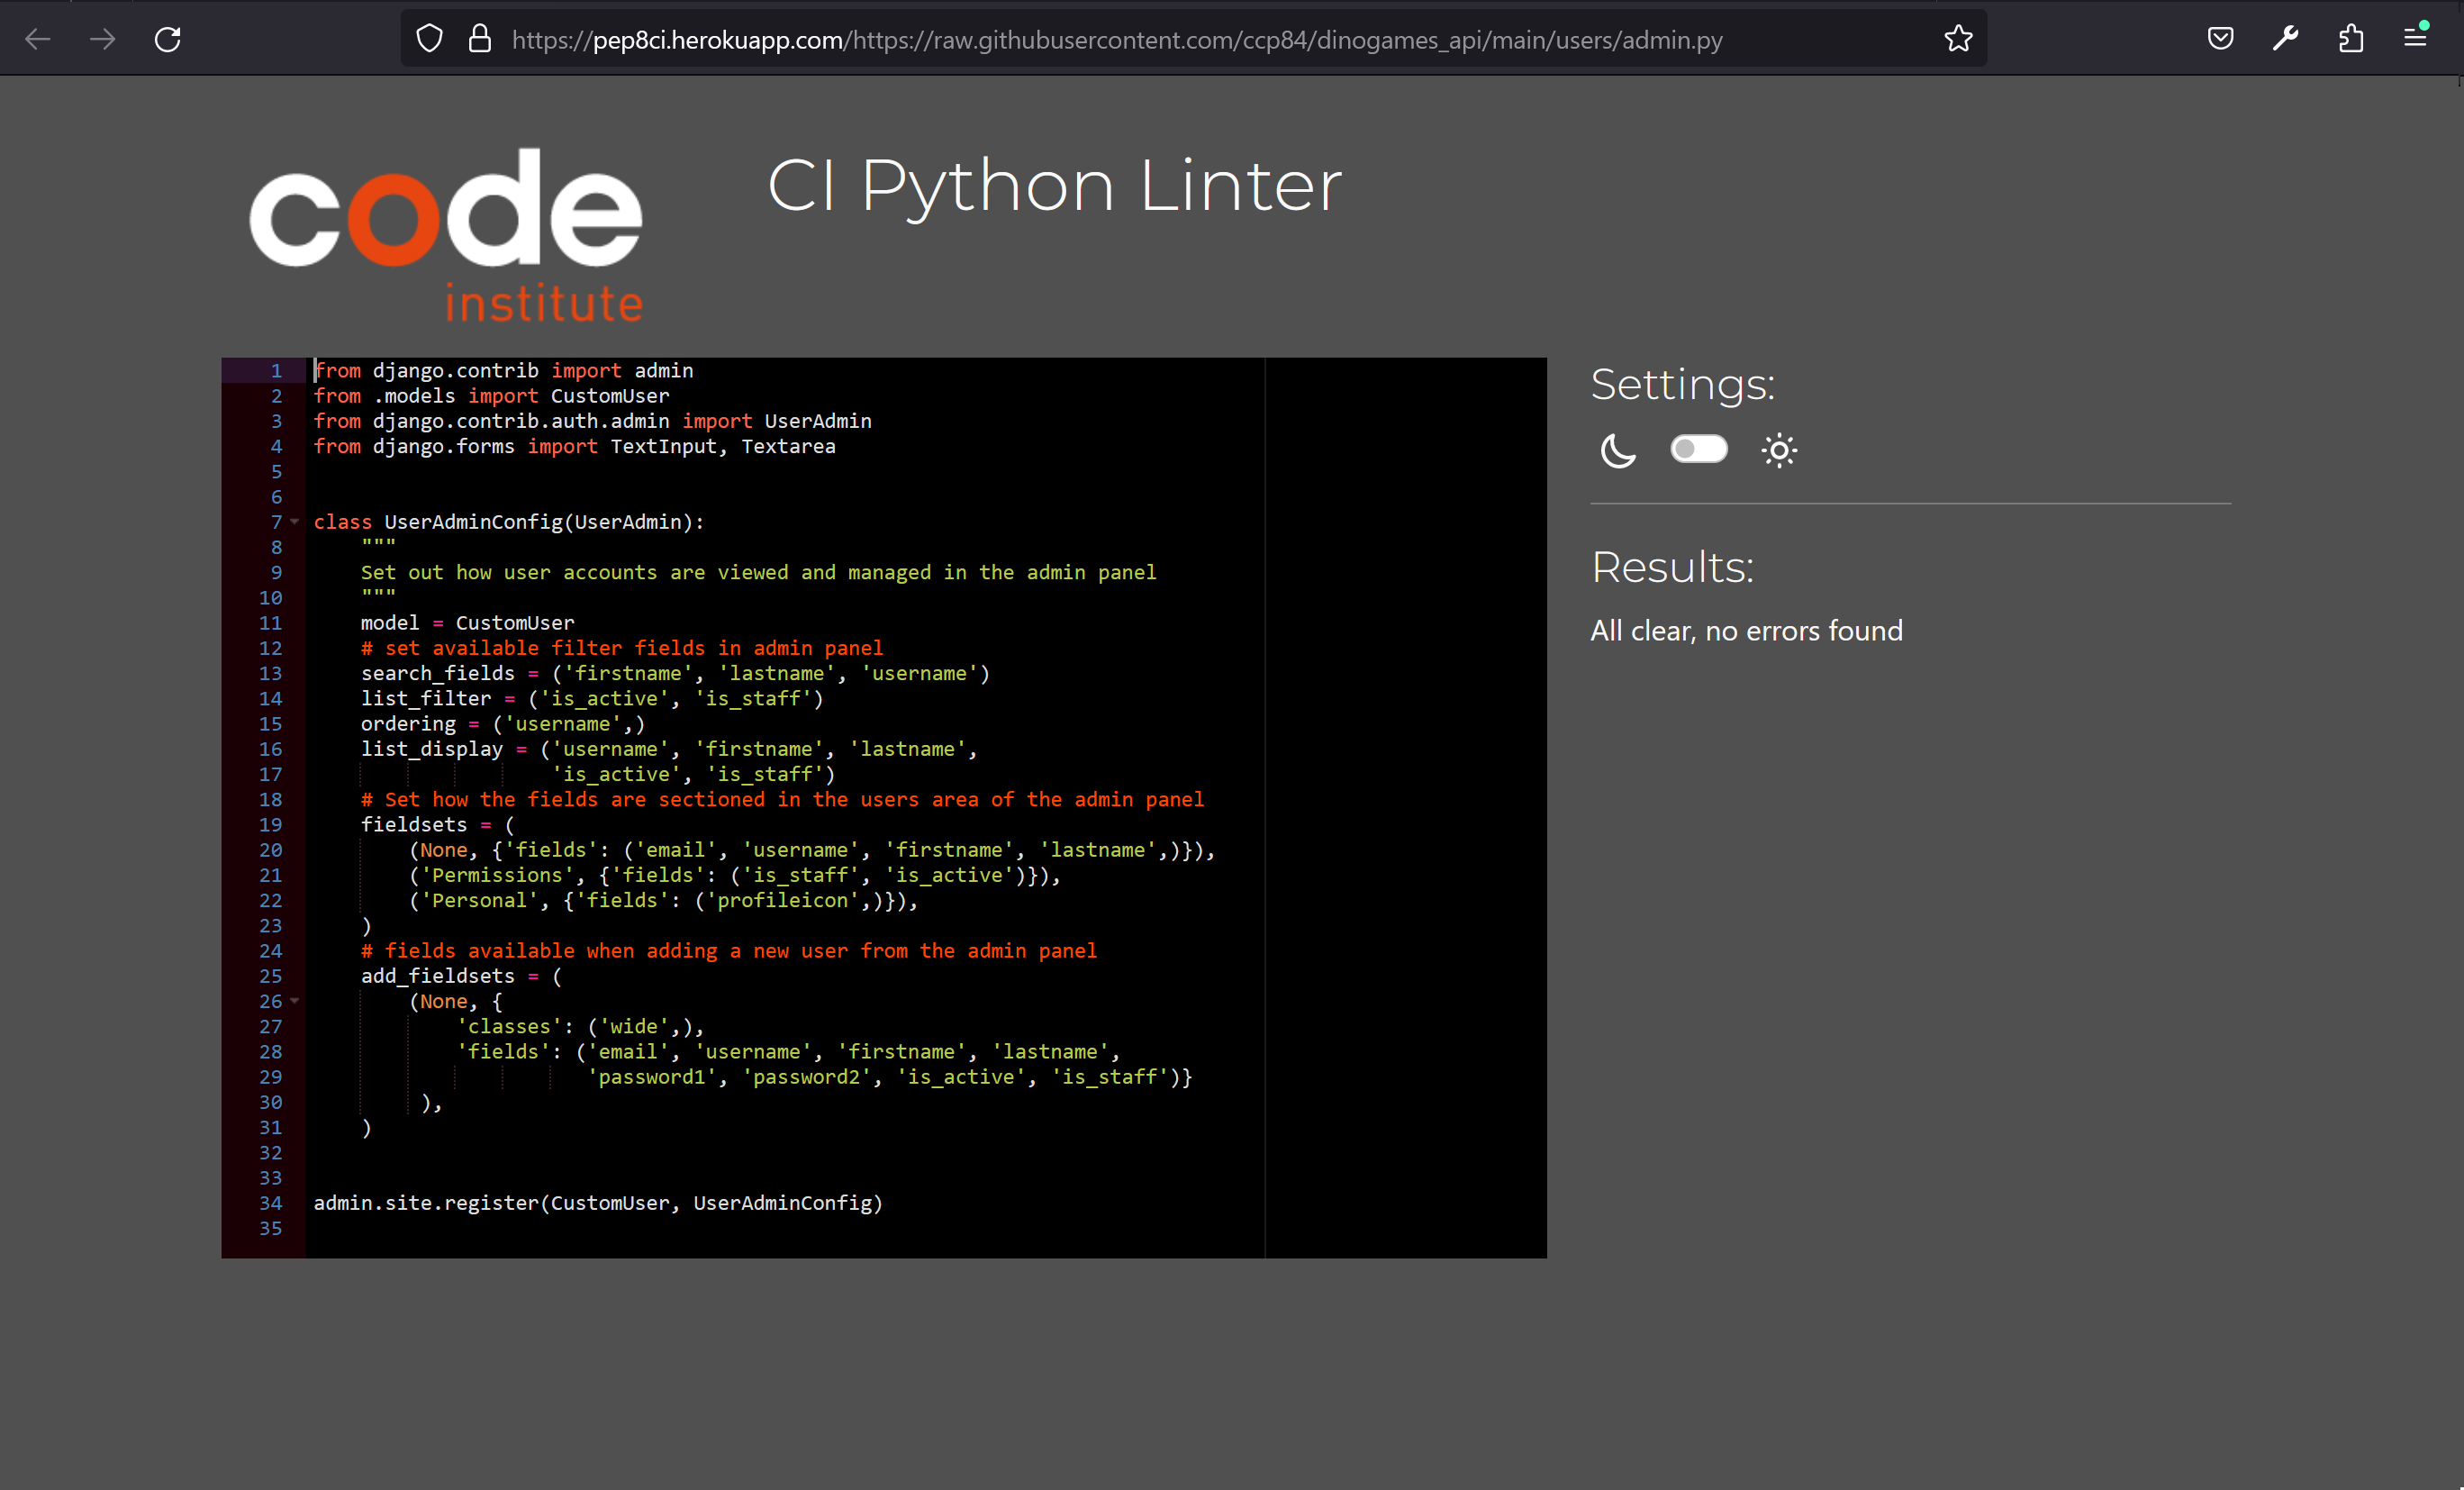 https://pep8ci.herokuapp.com/https://raw.githubusercontent.com/ccp84/dinogames_api/main/users/admin.py
code
institute
CI Python Linter
1 from django.contrib import admin
2 from .models import CustomUser
3 from django.contrib.auth.admin import UserAdmin
4 from django.forms import TextInput, Textarea
5
6
7 class UserAdminConfig(UserAdmin):
8     """
9     Set out how user accounts are viewed and managed in the admin panel
10     """
11     model = CustomUser
12     # set available filter fields in admin panel
13     search_fields = ('firstname', 'lastname', 'username')
14     list_filter = ('is_active', 'is_staff')
15     ordering = ('username',)
16     list_display = ('username', 'firstname', 'lastname',
17                     'is_active', 'is_staff')
18     # Set how the fields are sectioned in the users area of the admin panel
19     fieldsets = (
20         (None, {'fields': ('email', 'username', 'firstname', 'lastname',)}),
21         ('Permissions', {'fields': ('is_staff', 'is_active')}),
22         ('Personal', {'fields': ('profileicon',)}),
23     )
24     # fields available when adding a new user from the admin panel
25     add_fieldsets = (
26         (None, {
27             'classes': ('wide',),
28             'fields': ('email', 'username', 'firstname', 'lastname',
29                        'password1', 'password2', 'is_active', 'is_staff')}
30          ),
31     )
32
33
34 admin.site.register(CustomUser, UserAdminConfig)
35
Settings:
Results:
All clear, no errors found